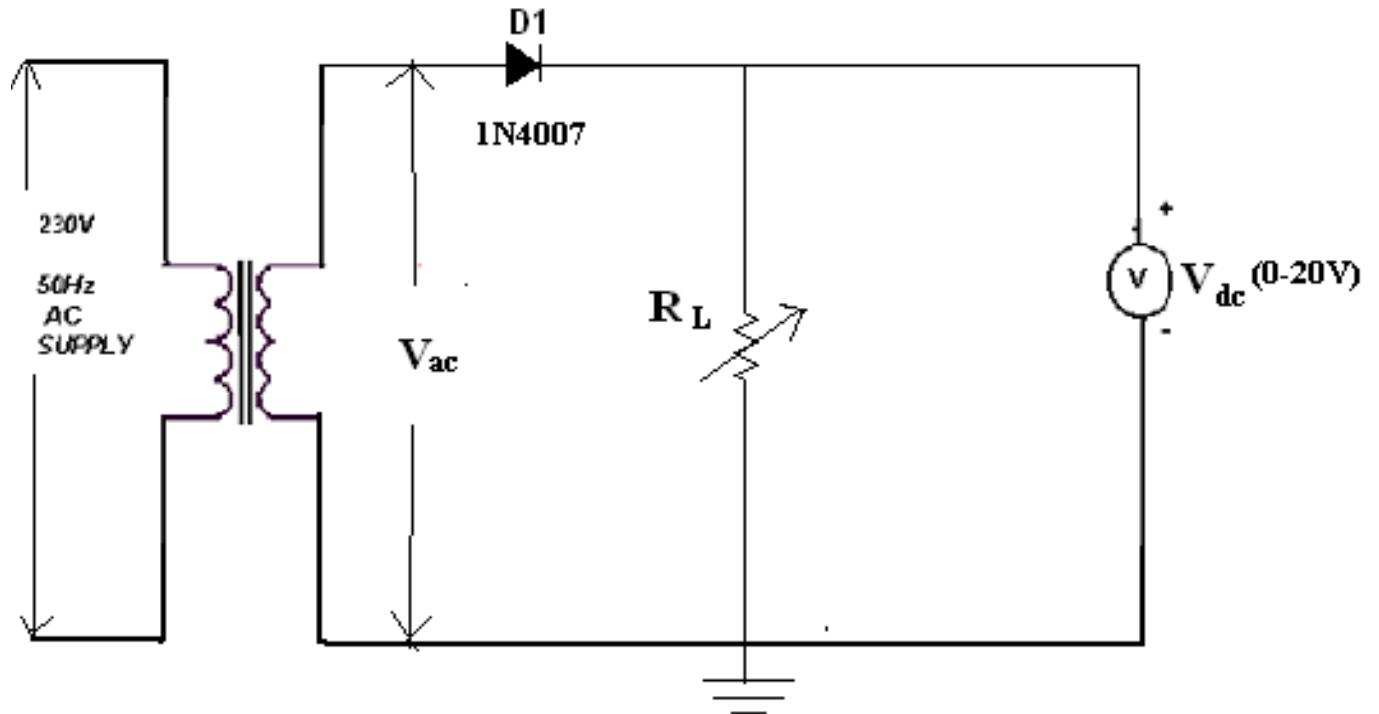 D1
1N4007
230V
50Hz
AC
SUPPLY
Vac
RL
+
V
Vdc (0-20V)
-